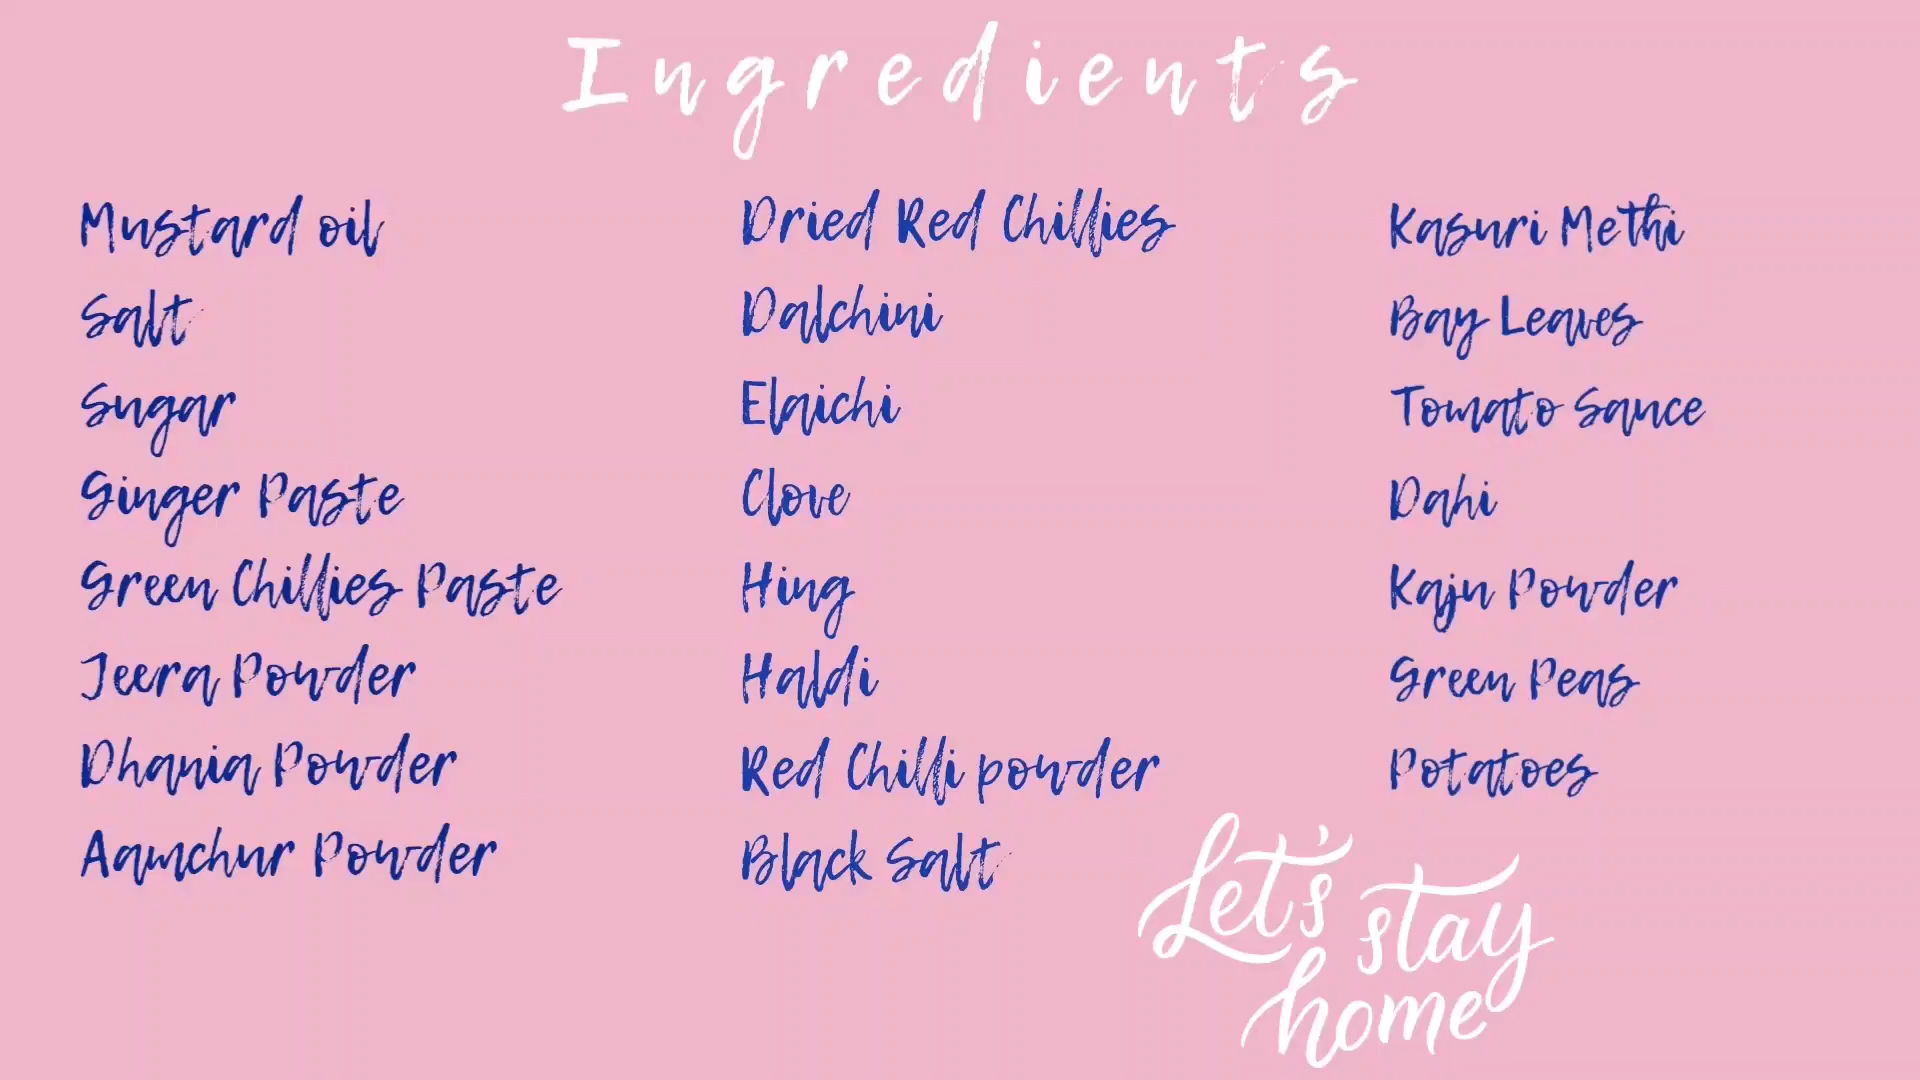 Ingredients
Mustard oil
Salt
Sugar
Ginger Paste
Green Chillies Paste
Jeera Powder
Dhania Powder
Aamchur Powder
Dried Red Chillies
Dalchini
Elaichi
Clove
Hing
Haldi
Red Chilli powder
Black Salt
Kasuri Methi
Bay Leaves
Tomato Sauce
Dahi
Kaju Powder
Green Peas
Potatoes
Let's stay
home